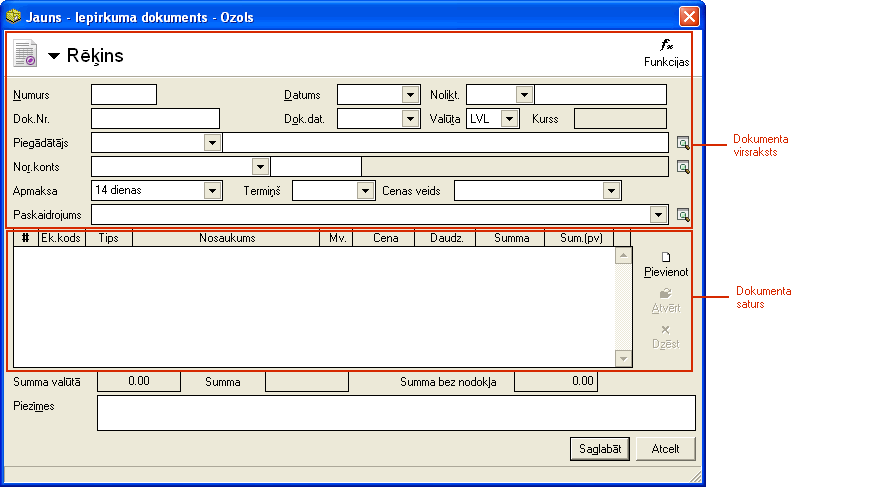 Jauns - Iepirkuma dokuments - Ozols
Rēķins
Funkcijas
Numurs Datums Nolikt.
Dok.Nr. Dok.dat. Valūta LVL Kurss
Piegādātājs
Nor.konts
Apmaksa 14 dienas Termiņš Cenas veids
Paskaidrojums
Dokumenta
virsraksts
# Ek.kods Tips Nosaukums Mv. Cena Daudz. Summa Sum.(pv)
Pievienot
Atvērt
Dzēst
Dokumenta
saturs
Summa valūtā 0.00 Summa Summa bez nodokļa 0.00
Piezīmes
Saglabāt Atcelt